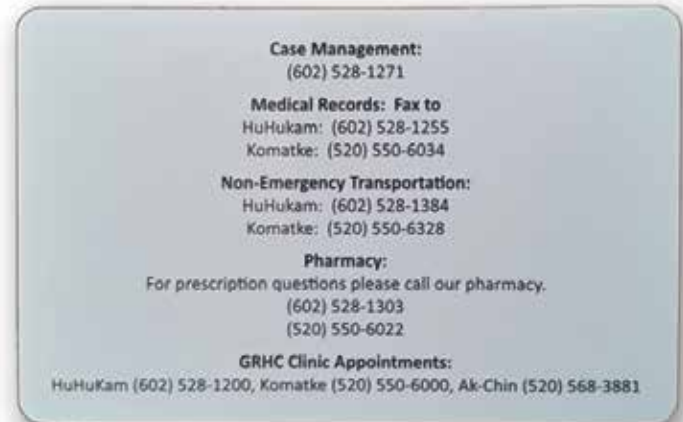 Case Management:
(602) 528-1271
Medical Records: Fax to
HuHukam: (602) 528-1255
Komatke: (520) 550-6034
Non-Emergency Transportation:
HuHukam: (602) 528-1384
Komatke: (520) 550-6328
Pharmacy:
For prescription questions please call our pharmacy.
(602) 528-1303
(520) 550-6022
GRHC Clinic Appointments:
HuHuKam (602) 528-1200, Komatke (520) 550-6000, Ak-Chin (520) 568-3881